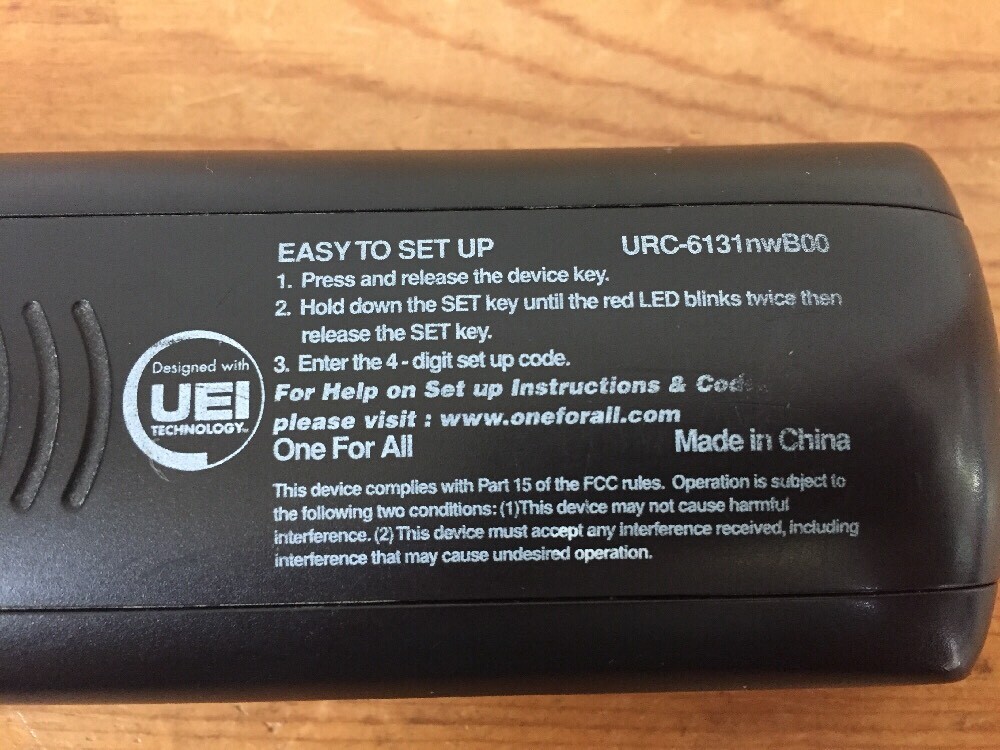 EASY TO SET UP URC-6131nwB00
1. Press and release the device key.
2. Hold down the SET key until the red LED blinks twice then
release the SET key.
3. Enter the 4 - digit set up code.
For Help on Set up Instructions &
please visit : www.oneforall.com
One For All Made in China
This device complies with Part 15 of the FCC rules. Operation is subject to
the following two conditions: (1)This device may not cause harmful
interference. (2) This device must accept any interference received, including
interference that may cause undesired operation.
Designed with
UEI
TECHNOLOGY™